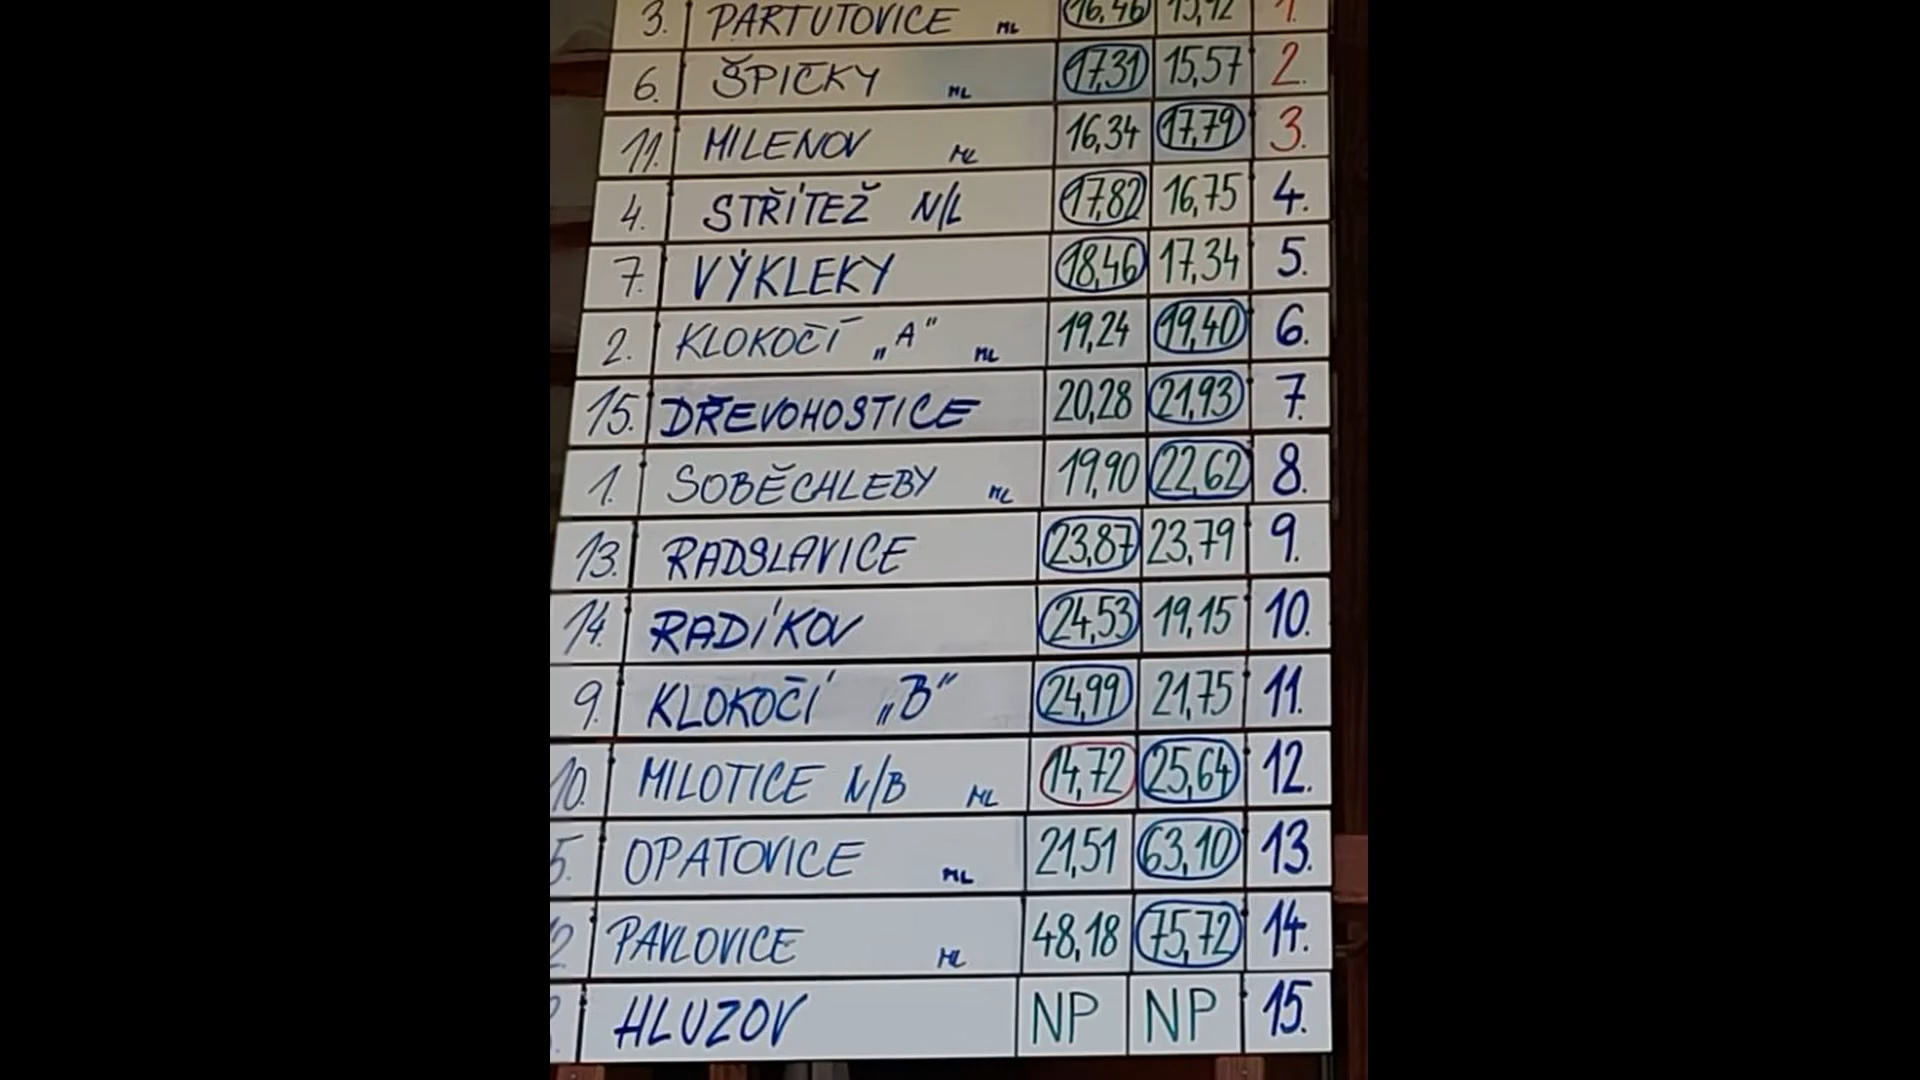 3. PARTUTOVICE ML 16,46 15,92 1.
6. ŠPIČKY ML 17,31 15,57 2.
11. MILENOV ML 16,34 17,79 3.
4. STŘÍTEŽ N/L 17,82 16,75 4.
7. VÝKLEKY 18,46 17,34 5.
2. KLOKOČÍ „A" ML 19,24 19,40 6.
15. DŘEVOHOSTICE 20,28 21,93 7.
1. SOBĚCHLEBY ML 19,90 22,62 8.
13. RADSLAVICE 23,87 23,79 9.
14. RADÍKOV 24,53 19,15 10.
9. KLOKOČÍ „B" 24,99 21,75 11.
10. MILOTICE N/B ML 14,72 25,64 12.
5. OPATOVICE ML 21,51 63,10 13.
2. PAVLOVICE ML 48,18 75,72 14.
HLUZOV NP NP 15.